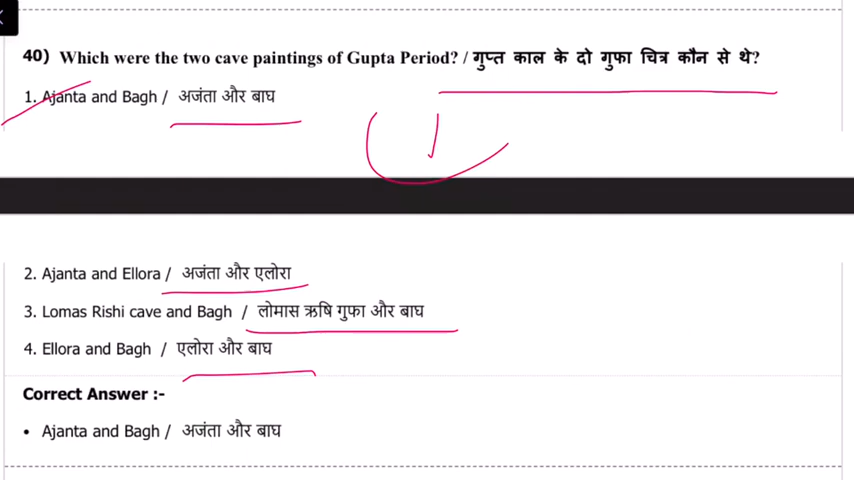 40) Which were the two cave paintings of Gupta Period? / गुप्त काल के दो गुफा चित्र कौन से थे?
1. Ajanta and Bagh / अजंता और बाघ
2. Ajanta and Ellora / अजंता और एलोरा
3. Lomas Rishi cave and Bagh / लोमास ऋषि गुफा और बाघ
4. Ellora and Bagh / एलोरा और बाघ
Correct Answer :-
• Ajanta and Bagh / अजंता और बाघ